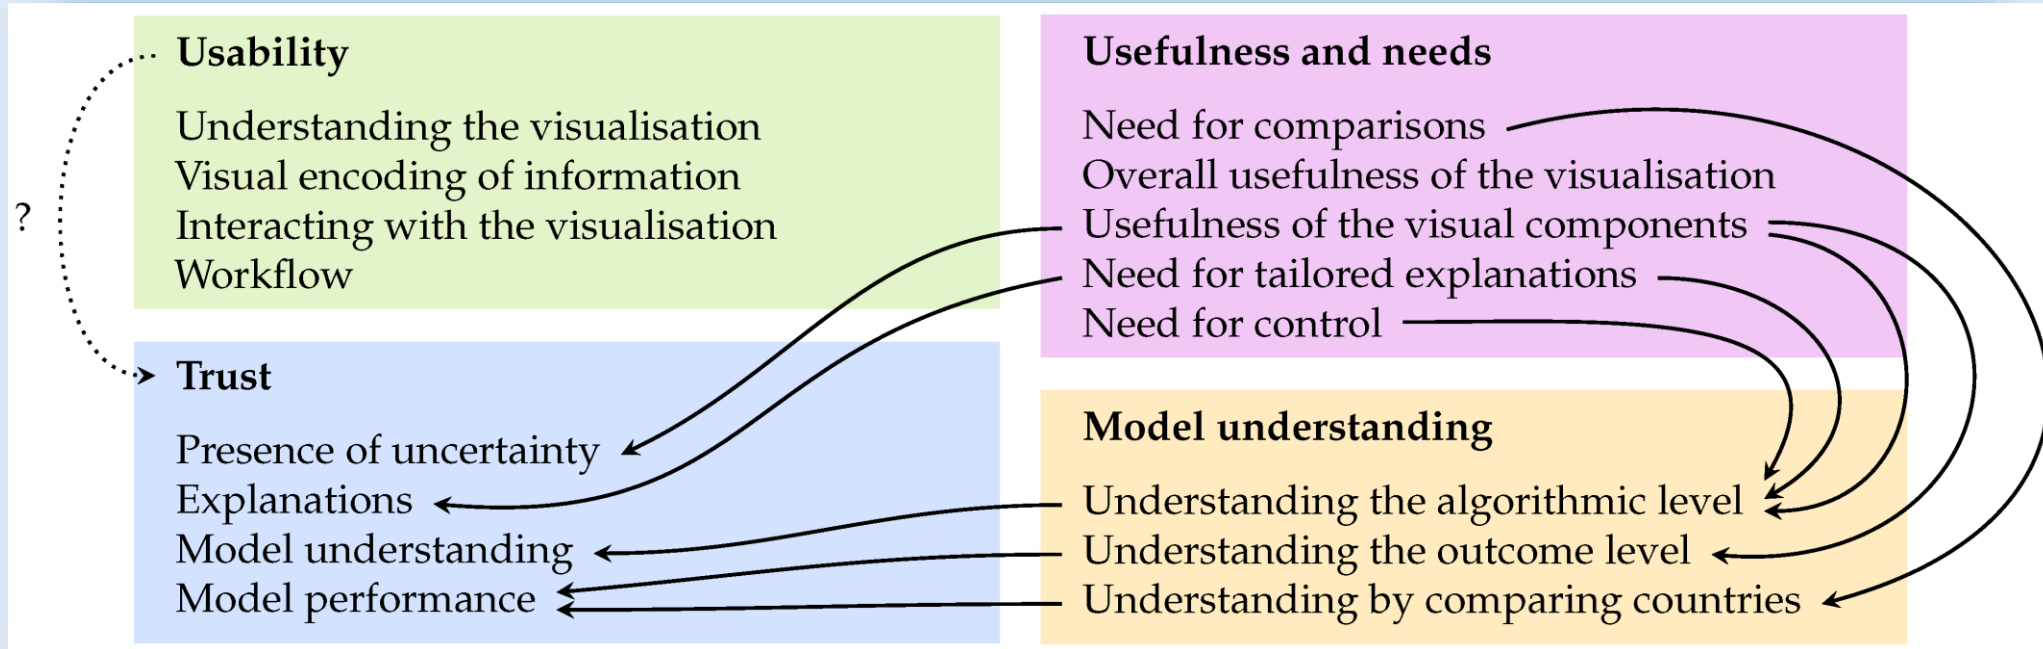 Usability
Understanding the visualisation
Visual encoding of information
Interacting with the visualisation
Workflow
?
Trust
Presence of uncertainty
Explanations
Model understanding
Model performance
Usefulness and needs
Need for comparisons
Overall usefulness of the visualisation
Usefulness of the visual components
Need for tailored explanations
Need for control
Model understanding
Understanding the algorithmic level
Understanding the outcome level
Understanding by comparing countries